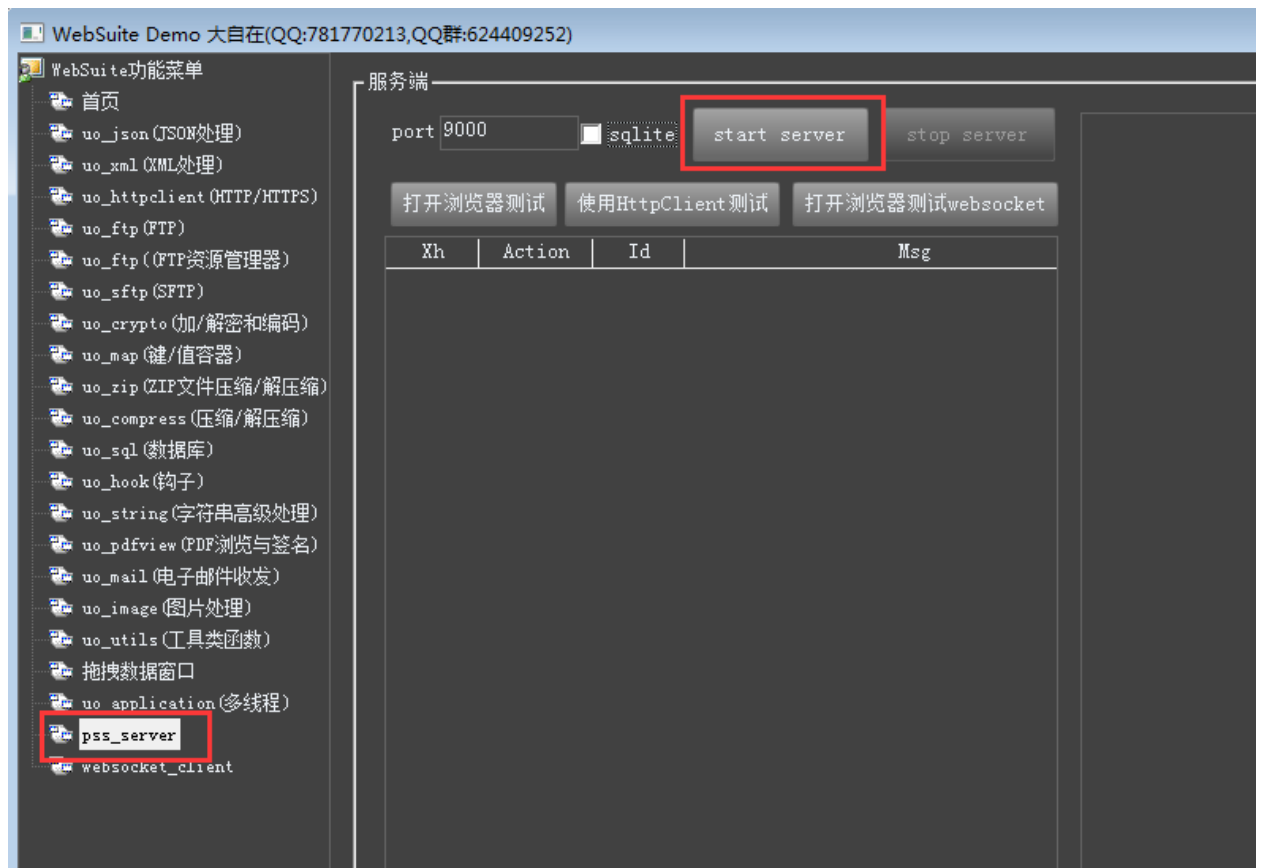 WebSuite Demo 大自在(QQ:781770213,QQ群:624409252)
WebSuite功能菜单
首页
uo_json(JSON处理)
uo_xml(XML处理)
uo_httpclient(HTTP/HTTPS)
uo_ftp(FTP)
uo_ftp((FTP资源管理器)
uo_sftp(SFTP)
uo_crypto(加/解密和编码)
uo_map(键/值容器)
uo_zip(ZIP文件压缩/解压缩)
uo_compress(压缩/解压缩)
uo_sql(数据库)
uo_hook(钩子)
uo_string(字符串高级处理)
uo_pdfview(PDF浏览与签名)
uo_mail(电子邮件收发)
uo_image(图片处理)
uo_utils(工具类函数)
拖拽数据窗口
uo_application(多线程)
pss_server
websocket_client
服务端
port 9000 sqlite start server stop server
打开浏览器测试 使用HttpClient测试 打开浏览器测试websocket
Xh Action Id Msg